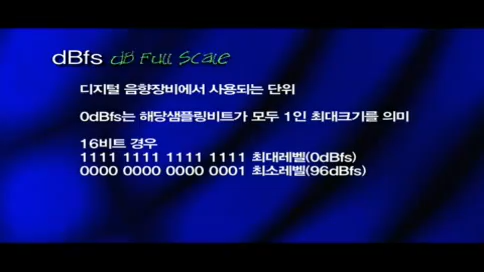 dBfs dB Full Scale
디지털 음향장비에서 사용되는 단위
0dBfs는 해당샘플링비트가 모두 1인 최대크기를 의미
16비트 경우
1111 1111 1111 1111 최대레벨(0dBfs)
0000 0000 0000 0001 최소레벨(96dBfs)